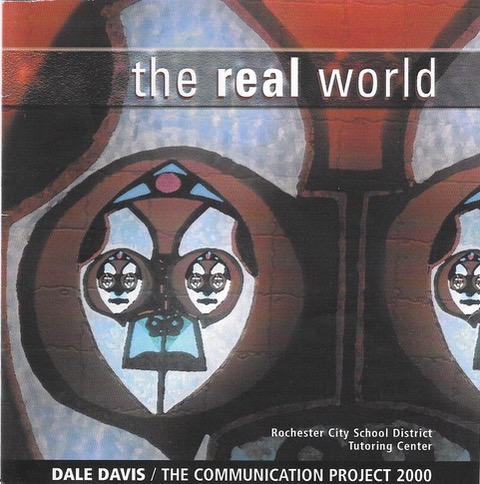 the real world
Rochester City School District
Tutoring Center
DALE DAVIS / THE COMMUNICATION PROJECT 2000